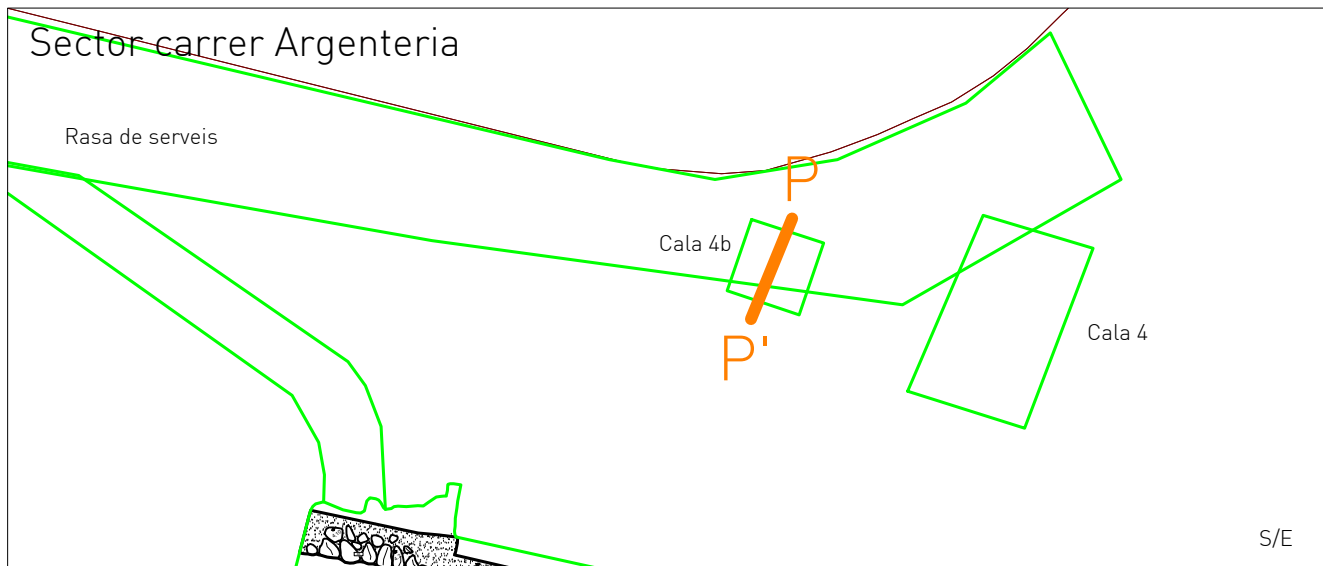 Sector carrer Argenteria
Rasa de serveis
P
Cala 4b
P'
Cala 4
S/E